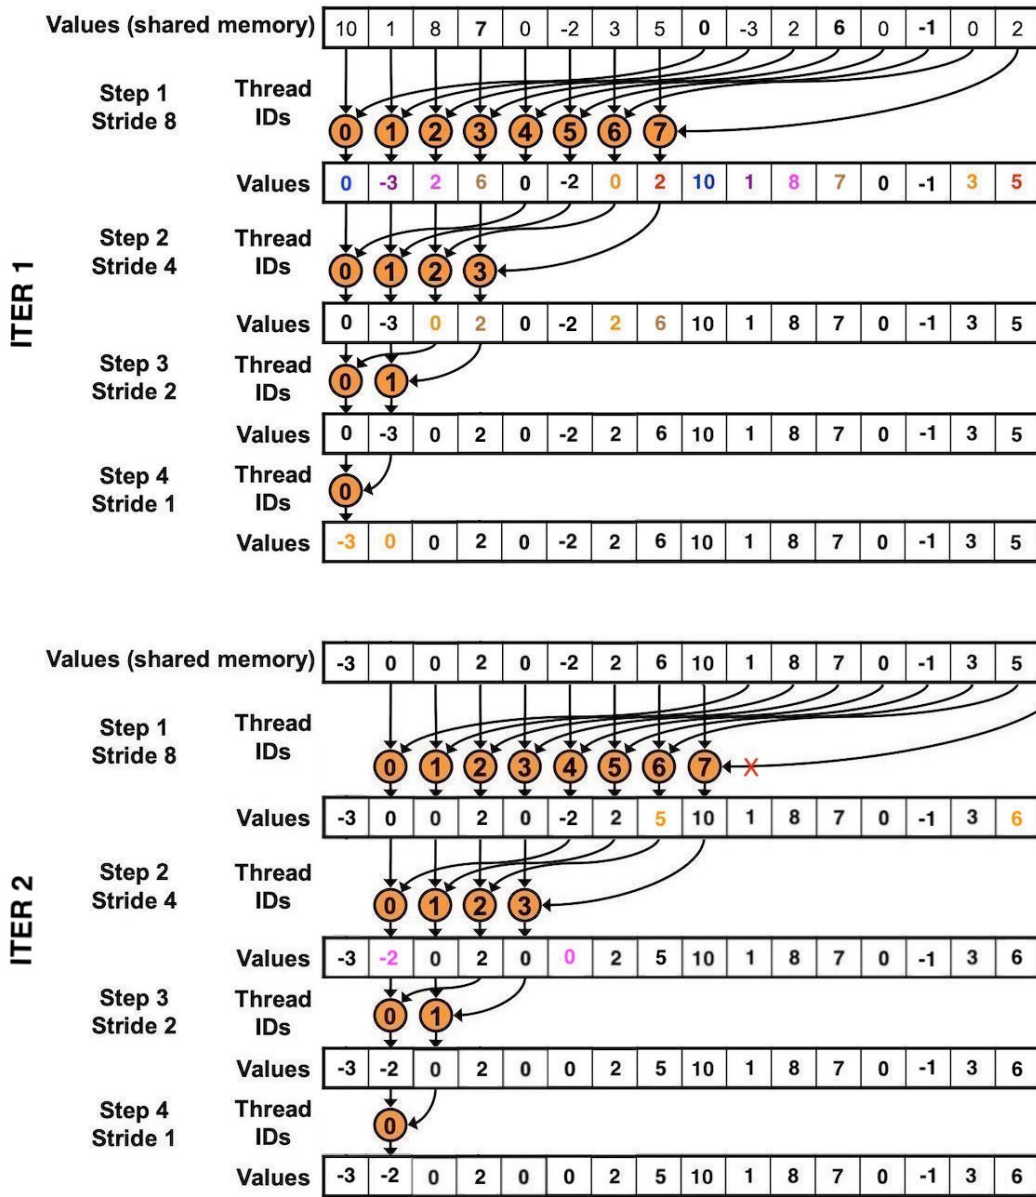 Values (shared memory) 10 1 8 7 0 -2 3 5 0 -3 2 6 0 -1 0 2
Step 1 Thread
Stride 8 IDs
0 1 2 3 4 5 6 7
Values 0 -3 2 6 0 -2 0 2 10 1 8 7 0 -1 3 5
Step 2 Thread
Stride 4 IDs
0 1 2 3
ITER 1
Values 0 -3 0 2 0 -2 2 6 10 1 8 7 0 -1 3 5
Step 3 Thread
Stride 2 IDs
0 1
Values 0 -3 0 2 0 -2 2 6 10 1 8 7 0 -1 3 5
Step 4 Thread
Stride 1 IDs
0
Values -3 0 0 2 0 -2 2 6 10 1 8 7 0 -1 3 5
Values (shared memory) -3 0 0 2 0 -2 2 6 10 1 8 7 0 -1 3 5
Step 1 Thread
Stride 8 IDs
0 1 2 3 4 5 6 7 X
Values -3 0 0 2 0 -2 2 5 10 1 8 7 0 -1 3 6
Step 2 Thread
Stride 4 IDs
0 1 2 3
ITER 2
Values -3 -2 0 2 0 0 2 5 10 1 8 7 0 -1 3 6
Step 3 Thread
Stride 2 IDs
0 1
Values -3 -2 0 2 0 0 2 5 10 1 8 7 0 -1 3 6
Step 4 Thread
Stride 1 IDs
0
Values -3 -2 0 2 0 0 2 5 10 1 8 7 0 -1 3 6